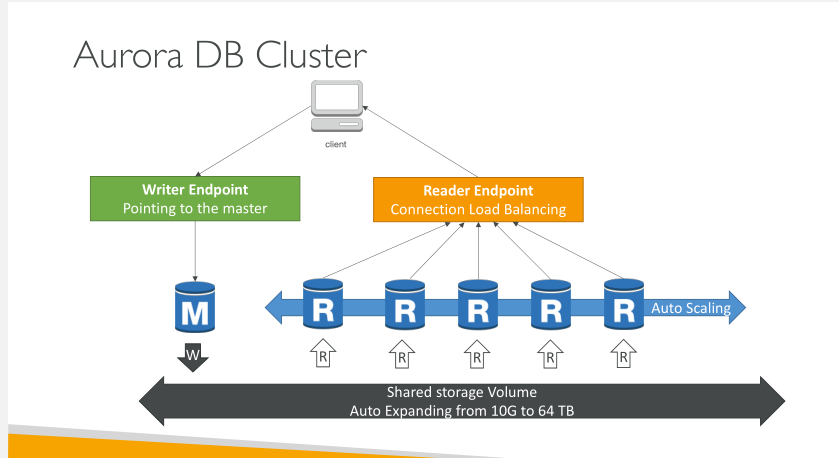 Aurora DB Cluster
client
Writer Endpoint
Pointing to the master
Reader Endpoint
Connection Load Balancing
M
R
R
R
R
R
Auto Scaling
W
R
R
R
R
R
Shared storage Volume
Auto Expanding from 10G to 64 TB